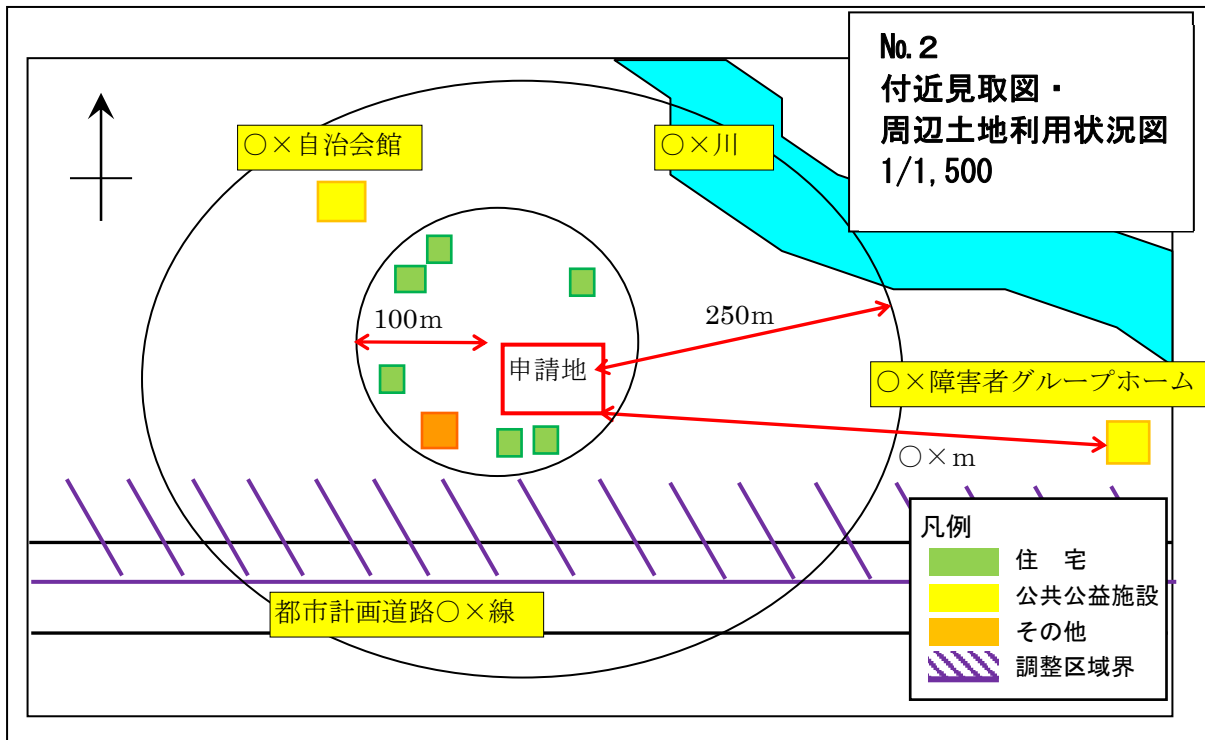 №２
付近見取図・
周辺土地利用状況図
1/1,500
〇×自治会館
〇×川
100ｍ
250ｍ
申請地
〇×障害者グループホーム
〇×ｍ
都市計画道路〇×線
凡例
住　宅
公共公益施設
その他
調整区域界